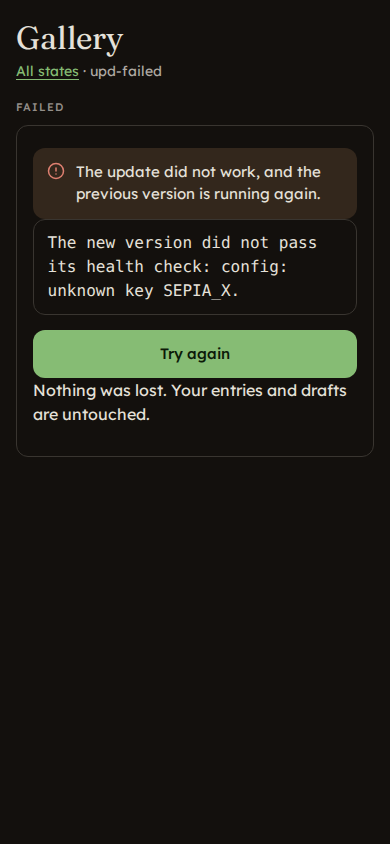 Gallery
All states · upd-failed
FAILED
The update did not work, and the
previous version is running again.
The new version did not pass
its health check: config:
unknown key SEPIA_X.
Try again
Nothing was lost. Your entries and drafts
are untouched.